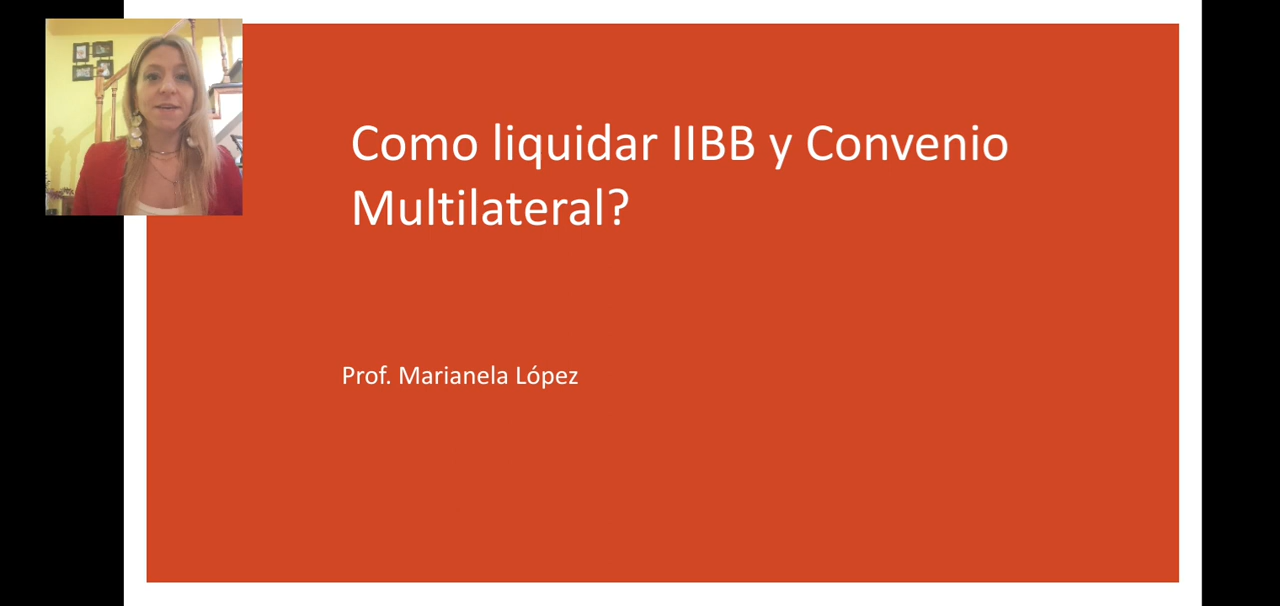 Como liquidar IIBB y Convenio
Multilateral?
Prof. Marianela López